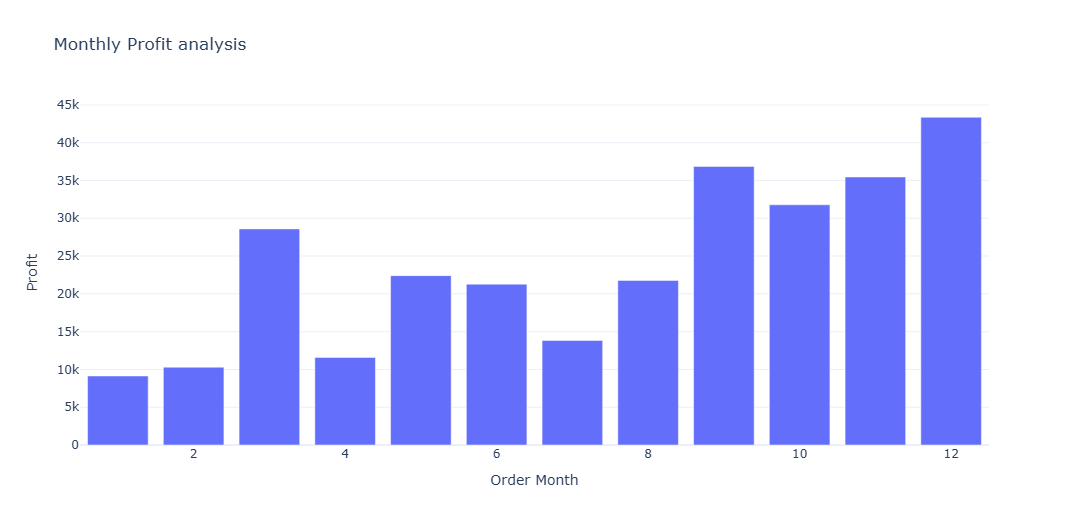 Monthly Profit analysis
45k
40k
35k
30k
25k
20k
15k
10k
5k
0
Profit
2 4 6 8 10 12
Order Month